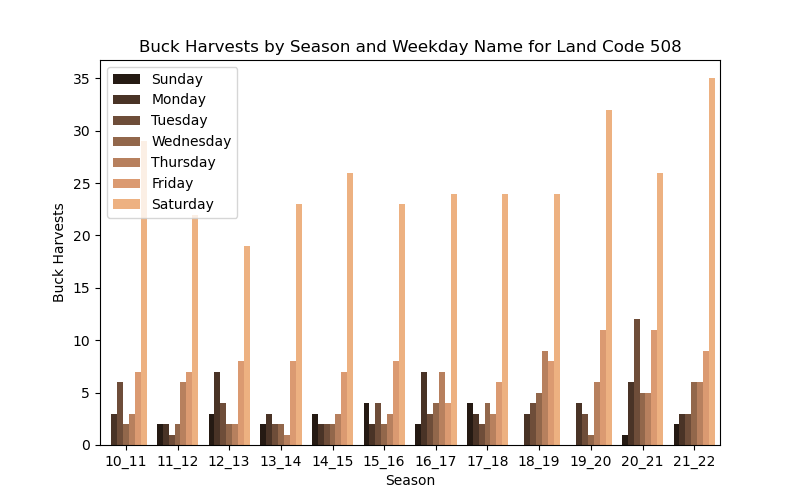 Buck Harvests by Season and Weekday Name for Land Code 508
Buck Harvests
35
30
25
20
15
10
5
0
Sunday
Monday
Tuesday
Wednesday
Thursday
Friday
Saturday
10_11 11_12 12_13 13_14 14_15 15_16 16_17 17_18 18_19 19_20 20_21 21_22
Season